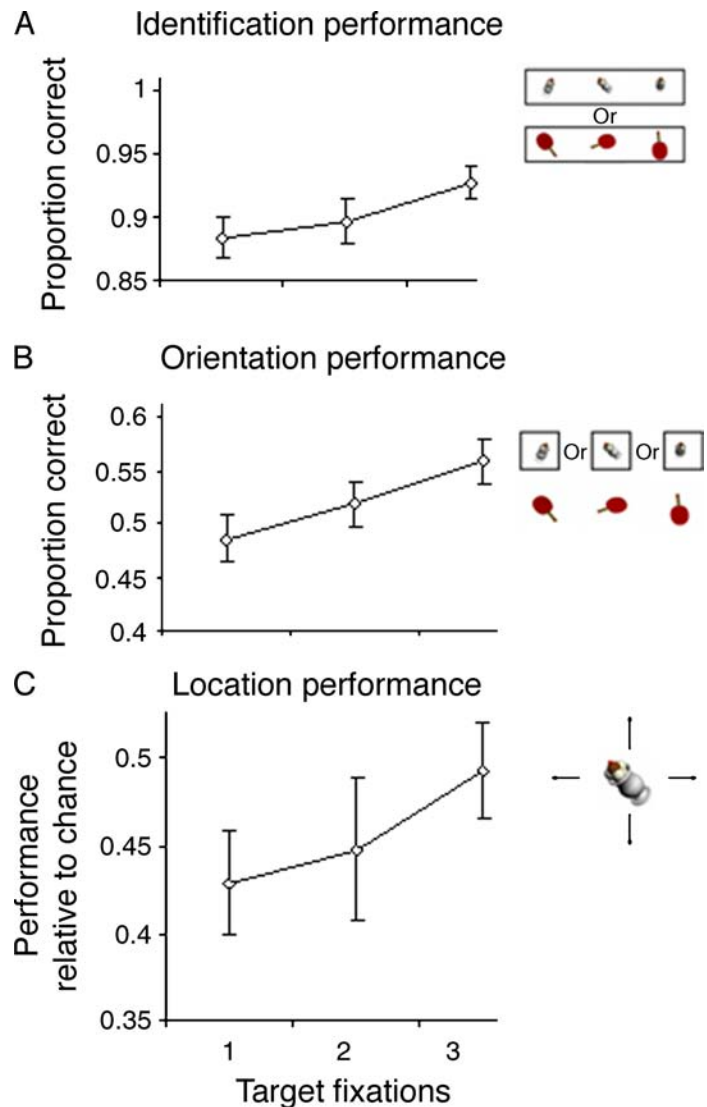 A Identification performance
Proportion correct
1
0.95
0.9
0.85
Or
B Orientation performance
Proportion correct
0.6
0.55
0.5
0.45
0.4
Or Or
C Location performance
Performance
relative to chance
0.5
0.45
0.4
0.35
1 2 3
Target fixations